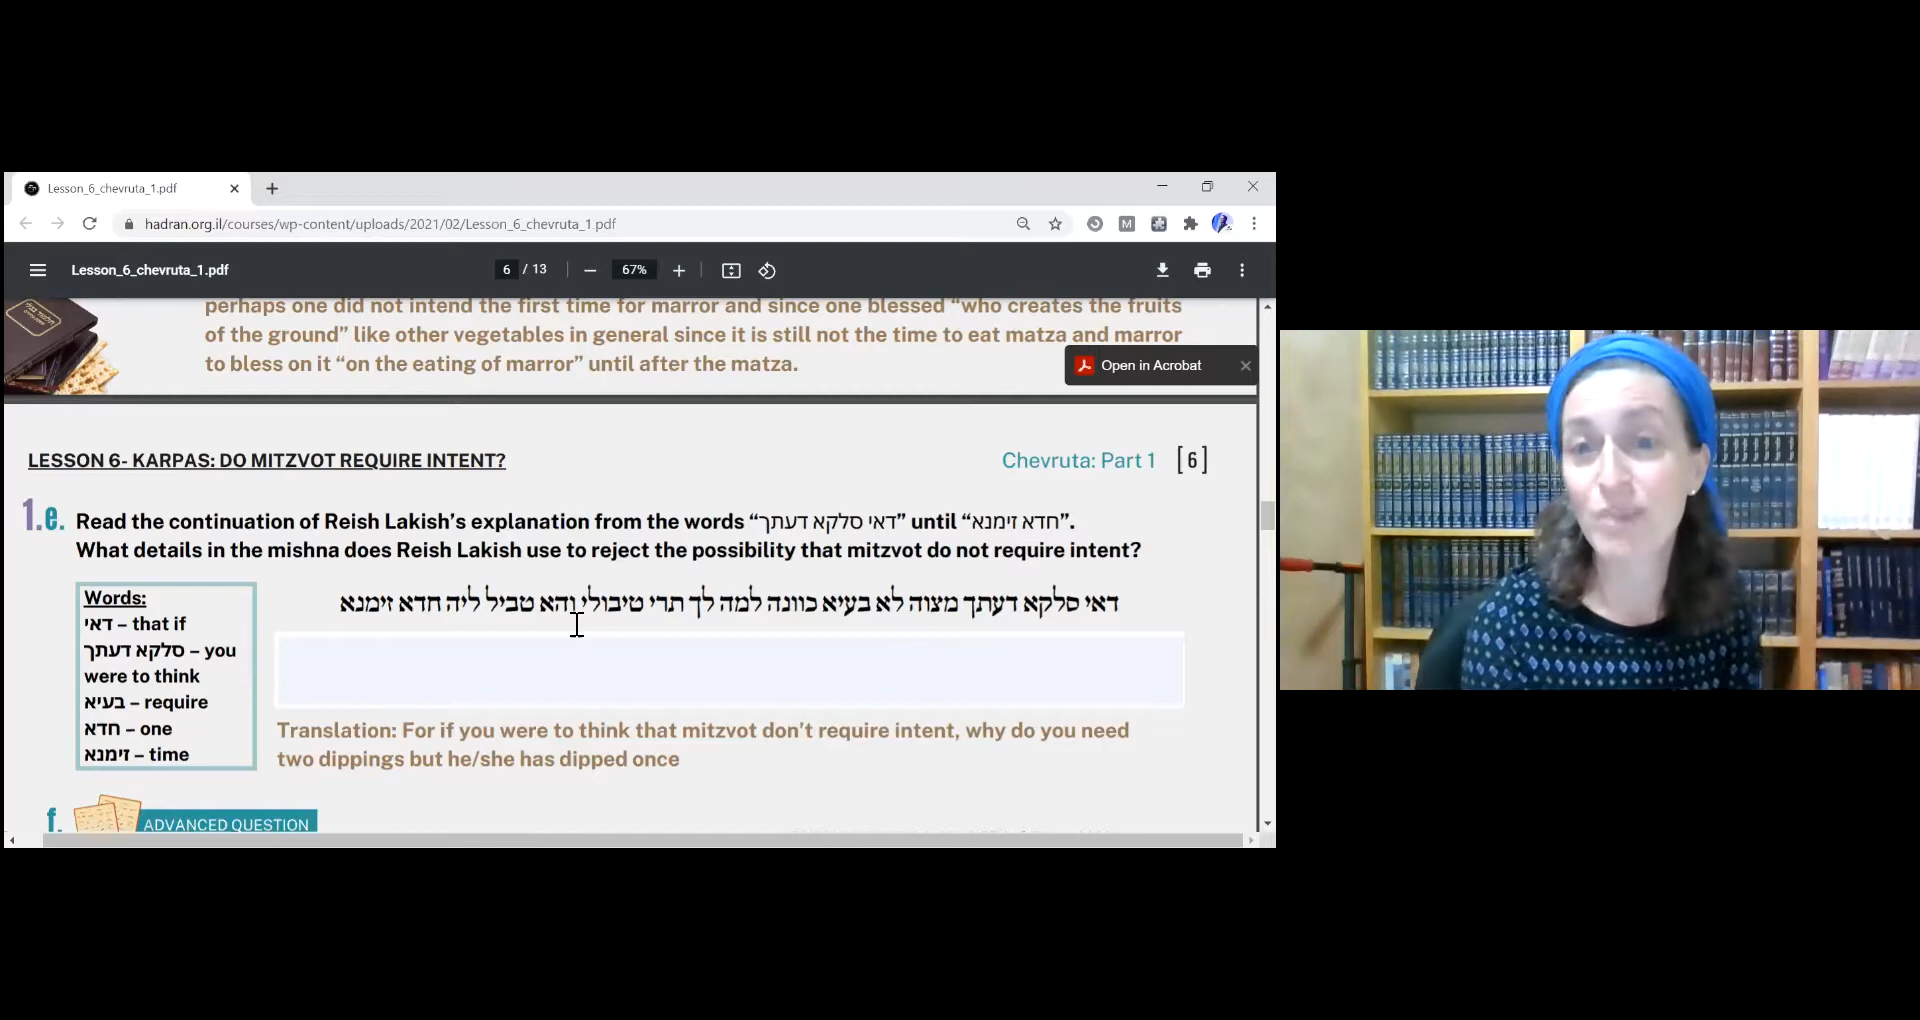 Lesson_6_chevruta_1.pdf
hadran.org.il/courses/wp-content/uploads/2021/02/Lesson_6_chevruta_1.pdf
Lesson_6_chevruta_1.pdf
6 / 13
67%
perhaps one did not intend the first time for marror and since one blessed “who creates the fruits
of the ground” like other vegetables in general since it is still not the time to eat matza and marror
to bless on it “on the eating of marror” until after the matza.
Open in Acrobat
LESSON 6- KARPAS: DO MITZVOT REQUIRE INTENT?
Chevruta: Part 1 [6]
1.e. Read the continuation of Reish Lakish’s explanation from the words “דאי סלקא דעתך” until “חדא זימנא”.
What details in the mishna does Reish Lakish use to reject the possibility that mitzvot do not require intent?
Words:
דאי – that if
סלקא דעתך – you
were to think
בעיא – require
חדא – one
זימנא – time
דאי סלקא דעתך מצוה לא בעיא כוונה למה לך תרי טיבולי והא טביל ליה חדא זימנא
Translation: For if you were to think that mitzvot don’t require intent, why do you need
two dippings but he/she has dipped once
f.
ADVANCED QUESTION